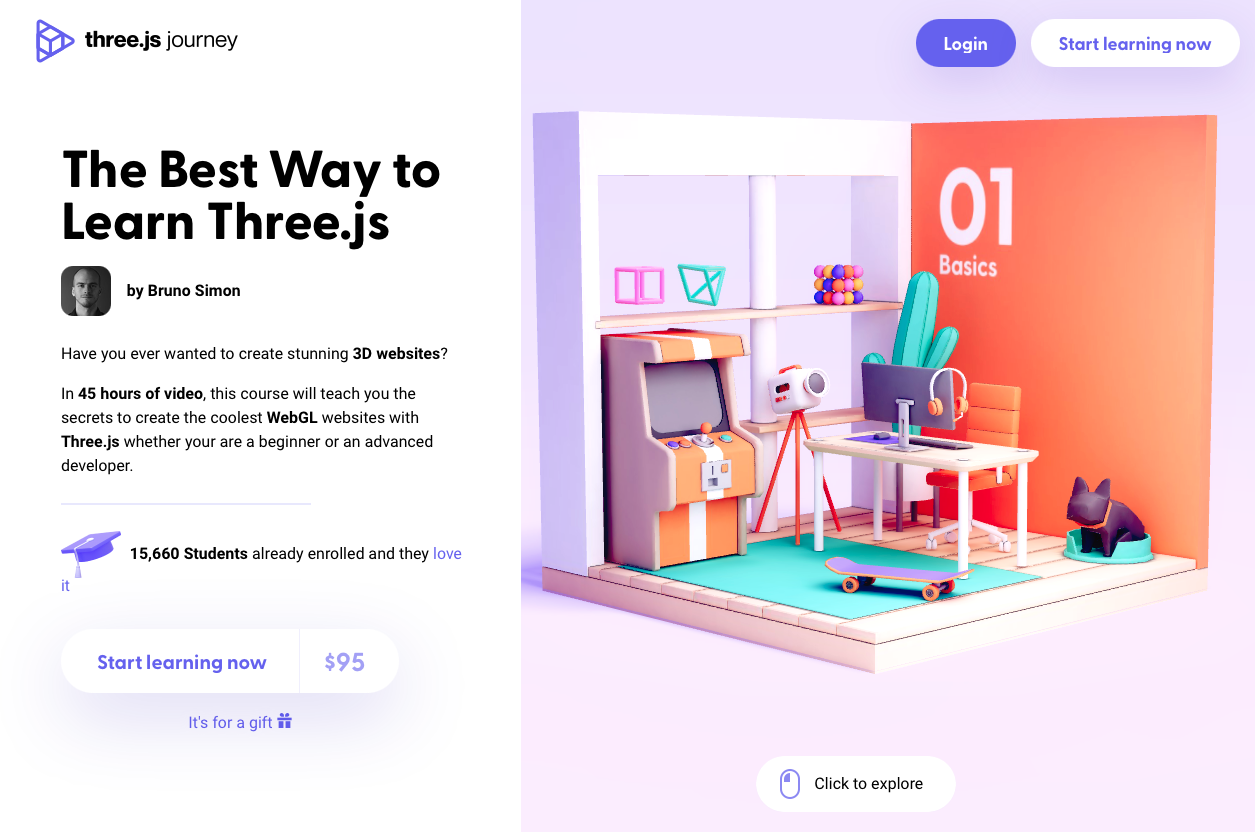 three.js journey
Login
Start learning now
The Best Way to
Learn Three.js
by Bruno Simon
Have you ever wanted to create stunning 3D websites?
In 45 hours of video, this course will teach you the
secrets to create the coolest WebGL websites with
Three.js whether your are a beginner or an advanced
developer.
15,660 Students already enrolled and they love
it
Start learning now
$95
It's for a gift
01
Basics
Click to explore